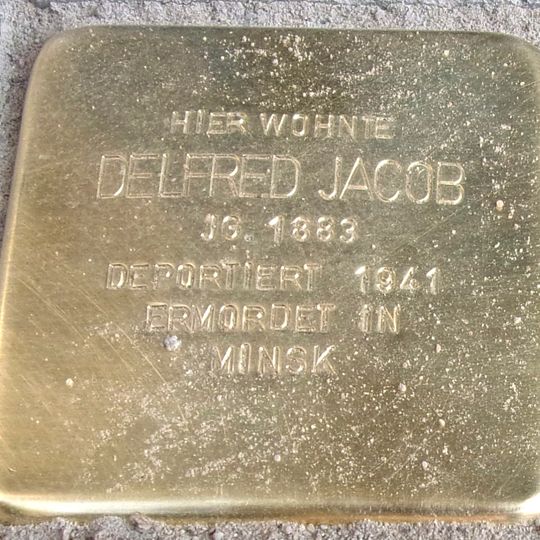 HIER WOHNTE
DELFRED JACOB
JG. 1883
DEPORTIERT 1941
ERMORDET IN
MINSK